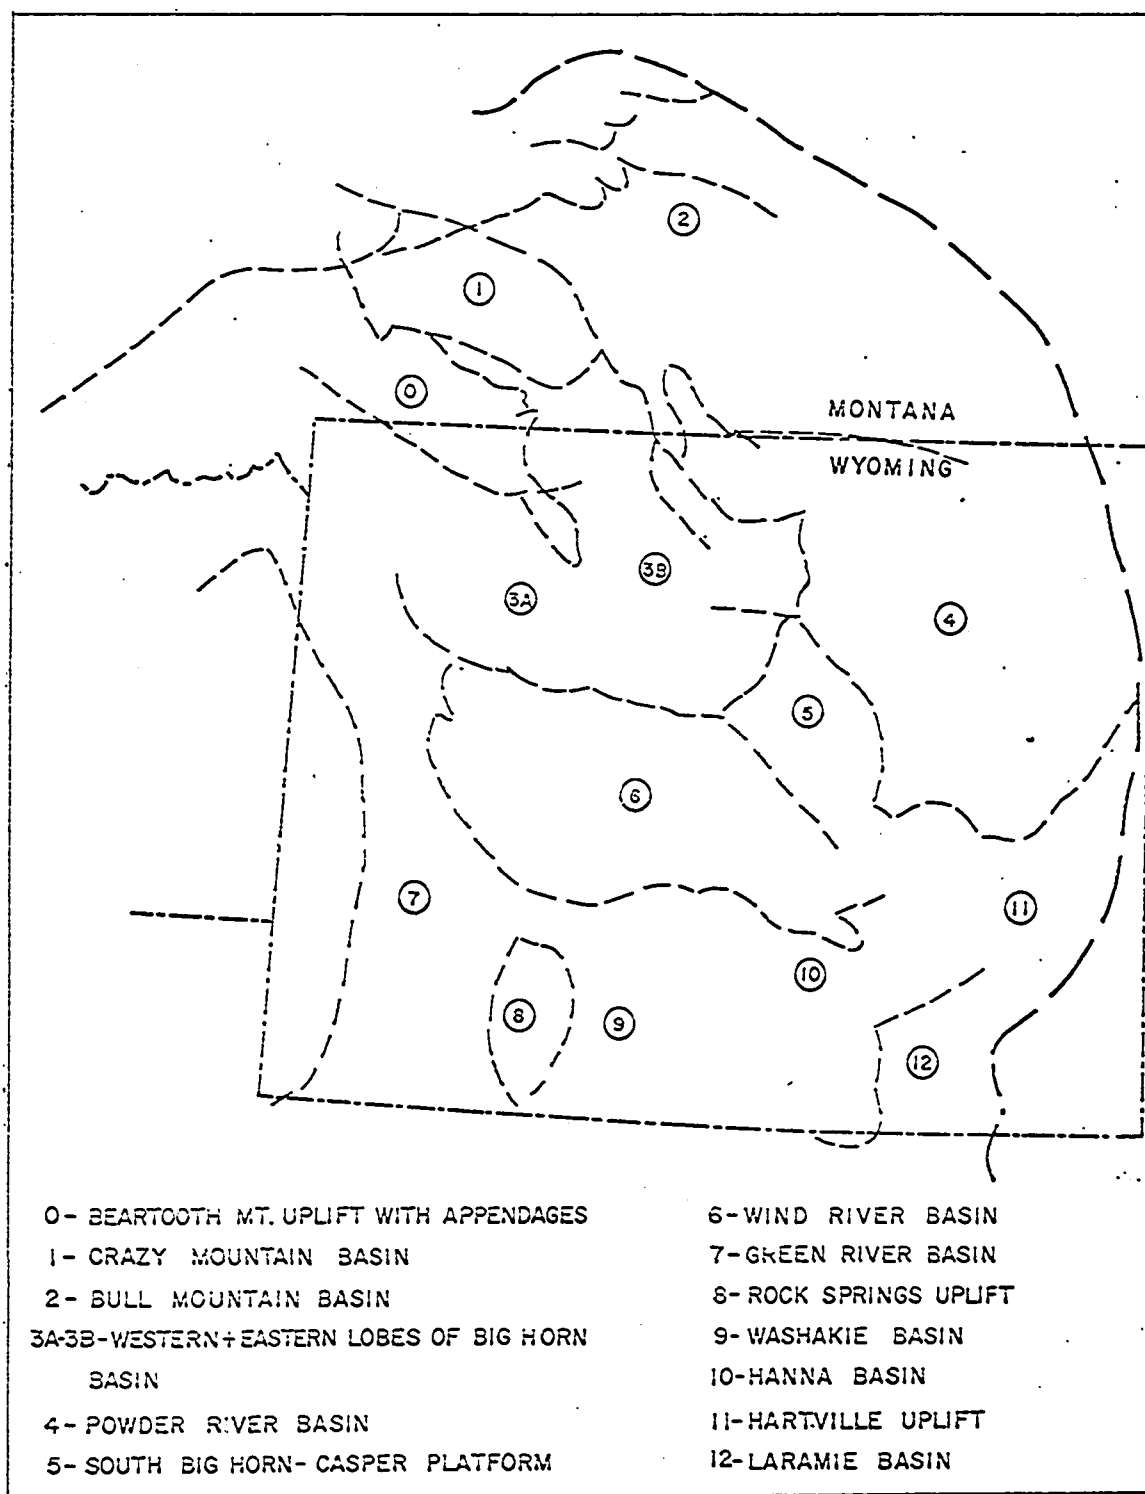 2
1
0
MONTANA
WYOMING
3B
3A
4
5
6
7
11
10
8
9
12
0- BEARTOOTH MT. UPLIFT WITH APPENDAGES
1- CRAZY MOUNTAIN BASIN
2- BULL MOUNTAIN BASIN
3A-3B-WESTERN+EASTERN LOBES OF BIG HORN
BASIN
4- POWDER RIVER BASIN
5- SOUTH BIG HORN- CASPER PLATFORM
6-WIND RIVER BASIN
7-GREEN RIVER BASIN
8-ROCK SPRINGS UPLIFT
9-WASHAKIE BASIN
10-HANNA BASIN
11-HARTVILLE UPLIFT
12-LARAMIE BASIN